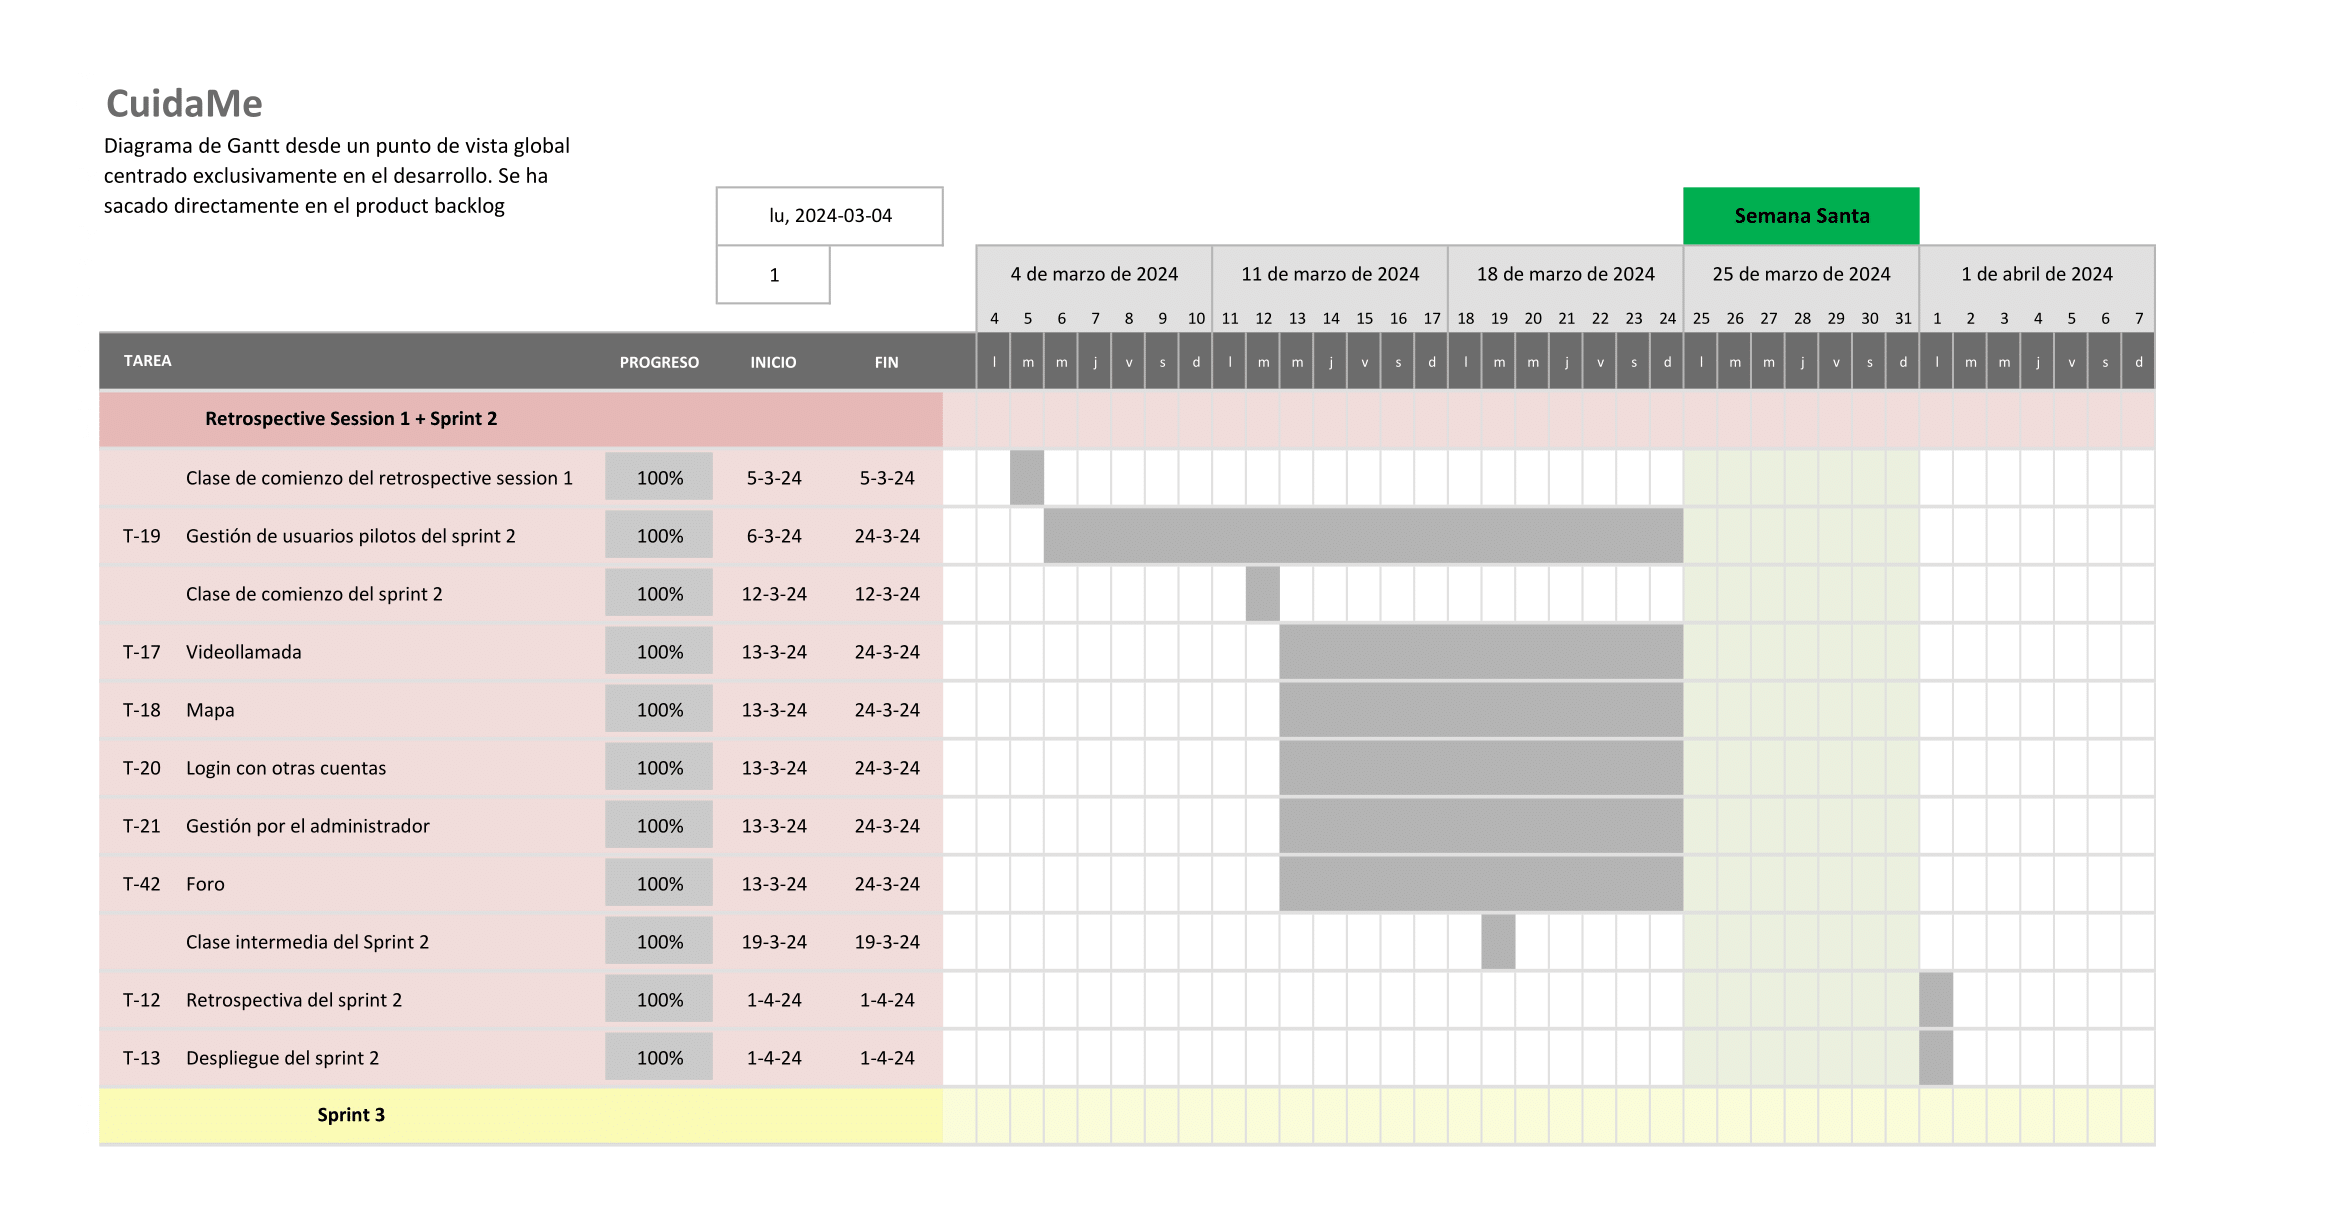 CuidaMe
Diagrama de Gantt desde un punto de vista global
centrado exclusivamente en el desarrollo. Se ha
sacado directamente en el product backlog
lu, 2024-03-04
Semana Santa
1
4 de marzo de 2024 11 de marzo de 2024 18 de marzo de 2024 25 de marzo de 2024 1 de abril de 2024
4 5 6 7 8 9 10 11 12 13 14 15 16 17 18 19 20 21 22 23 24 25 26 27 28 29 30 31 1 2 3 4 5 6 7
TAREA PROGRESO INICIO FIN l m m j v s d l m m j v s d l m m j v s d l m m j v s d l m m j v s d
Retrospective Session 1 + Sprint 2
Clase de comienzo del retrospective session 1 100% 5-3-24 5-3-24
T-19 Gestión de usuarios pilotos del sprint 2 100% 6-3-24 24-3-24
Clase de comienzo del sprint 2 100% 12-3-24 12-3-24
T-17 Videollamada 100% 13-3-24 24-3-24
T-18 Mapa 100% 13-3-24 24-3-24
T-20 Login con otras cuentas 100% 13-3-24 24-3-24
T-21 Gestión por el administrador 100% 13-3-24 24-3-24
T-42 Foro 100% 13-3-24 24-3-24
Clase intermedia del Sprint 2 100% 19-3-24 19-3-24
T-12 Retrospectiva del sprint 2 100% 1-4-24 1-4-24
T-13 Despliegue del sprint 2 100% 1-4-24 1-4-24
Sprint 3